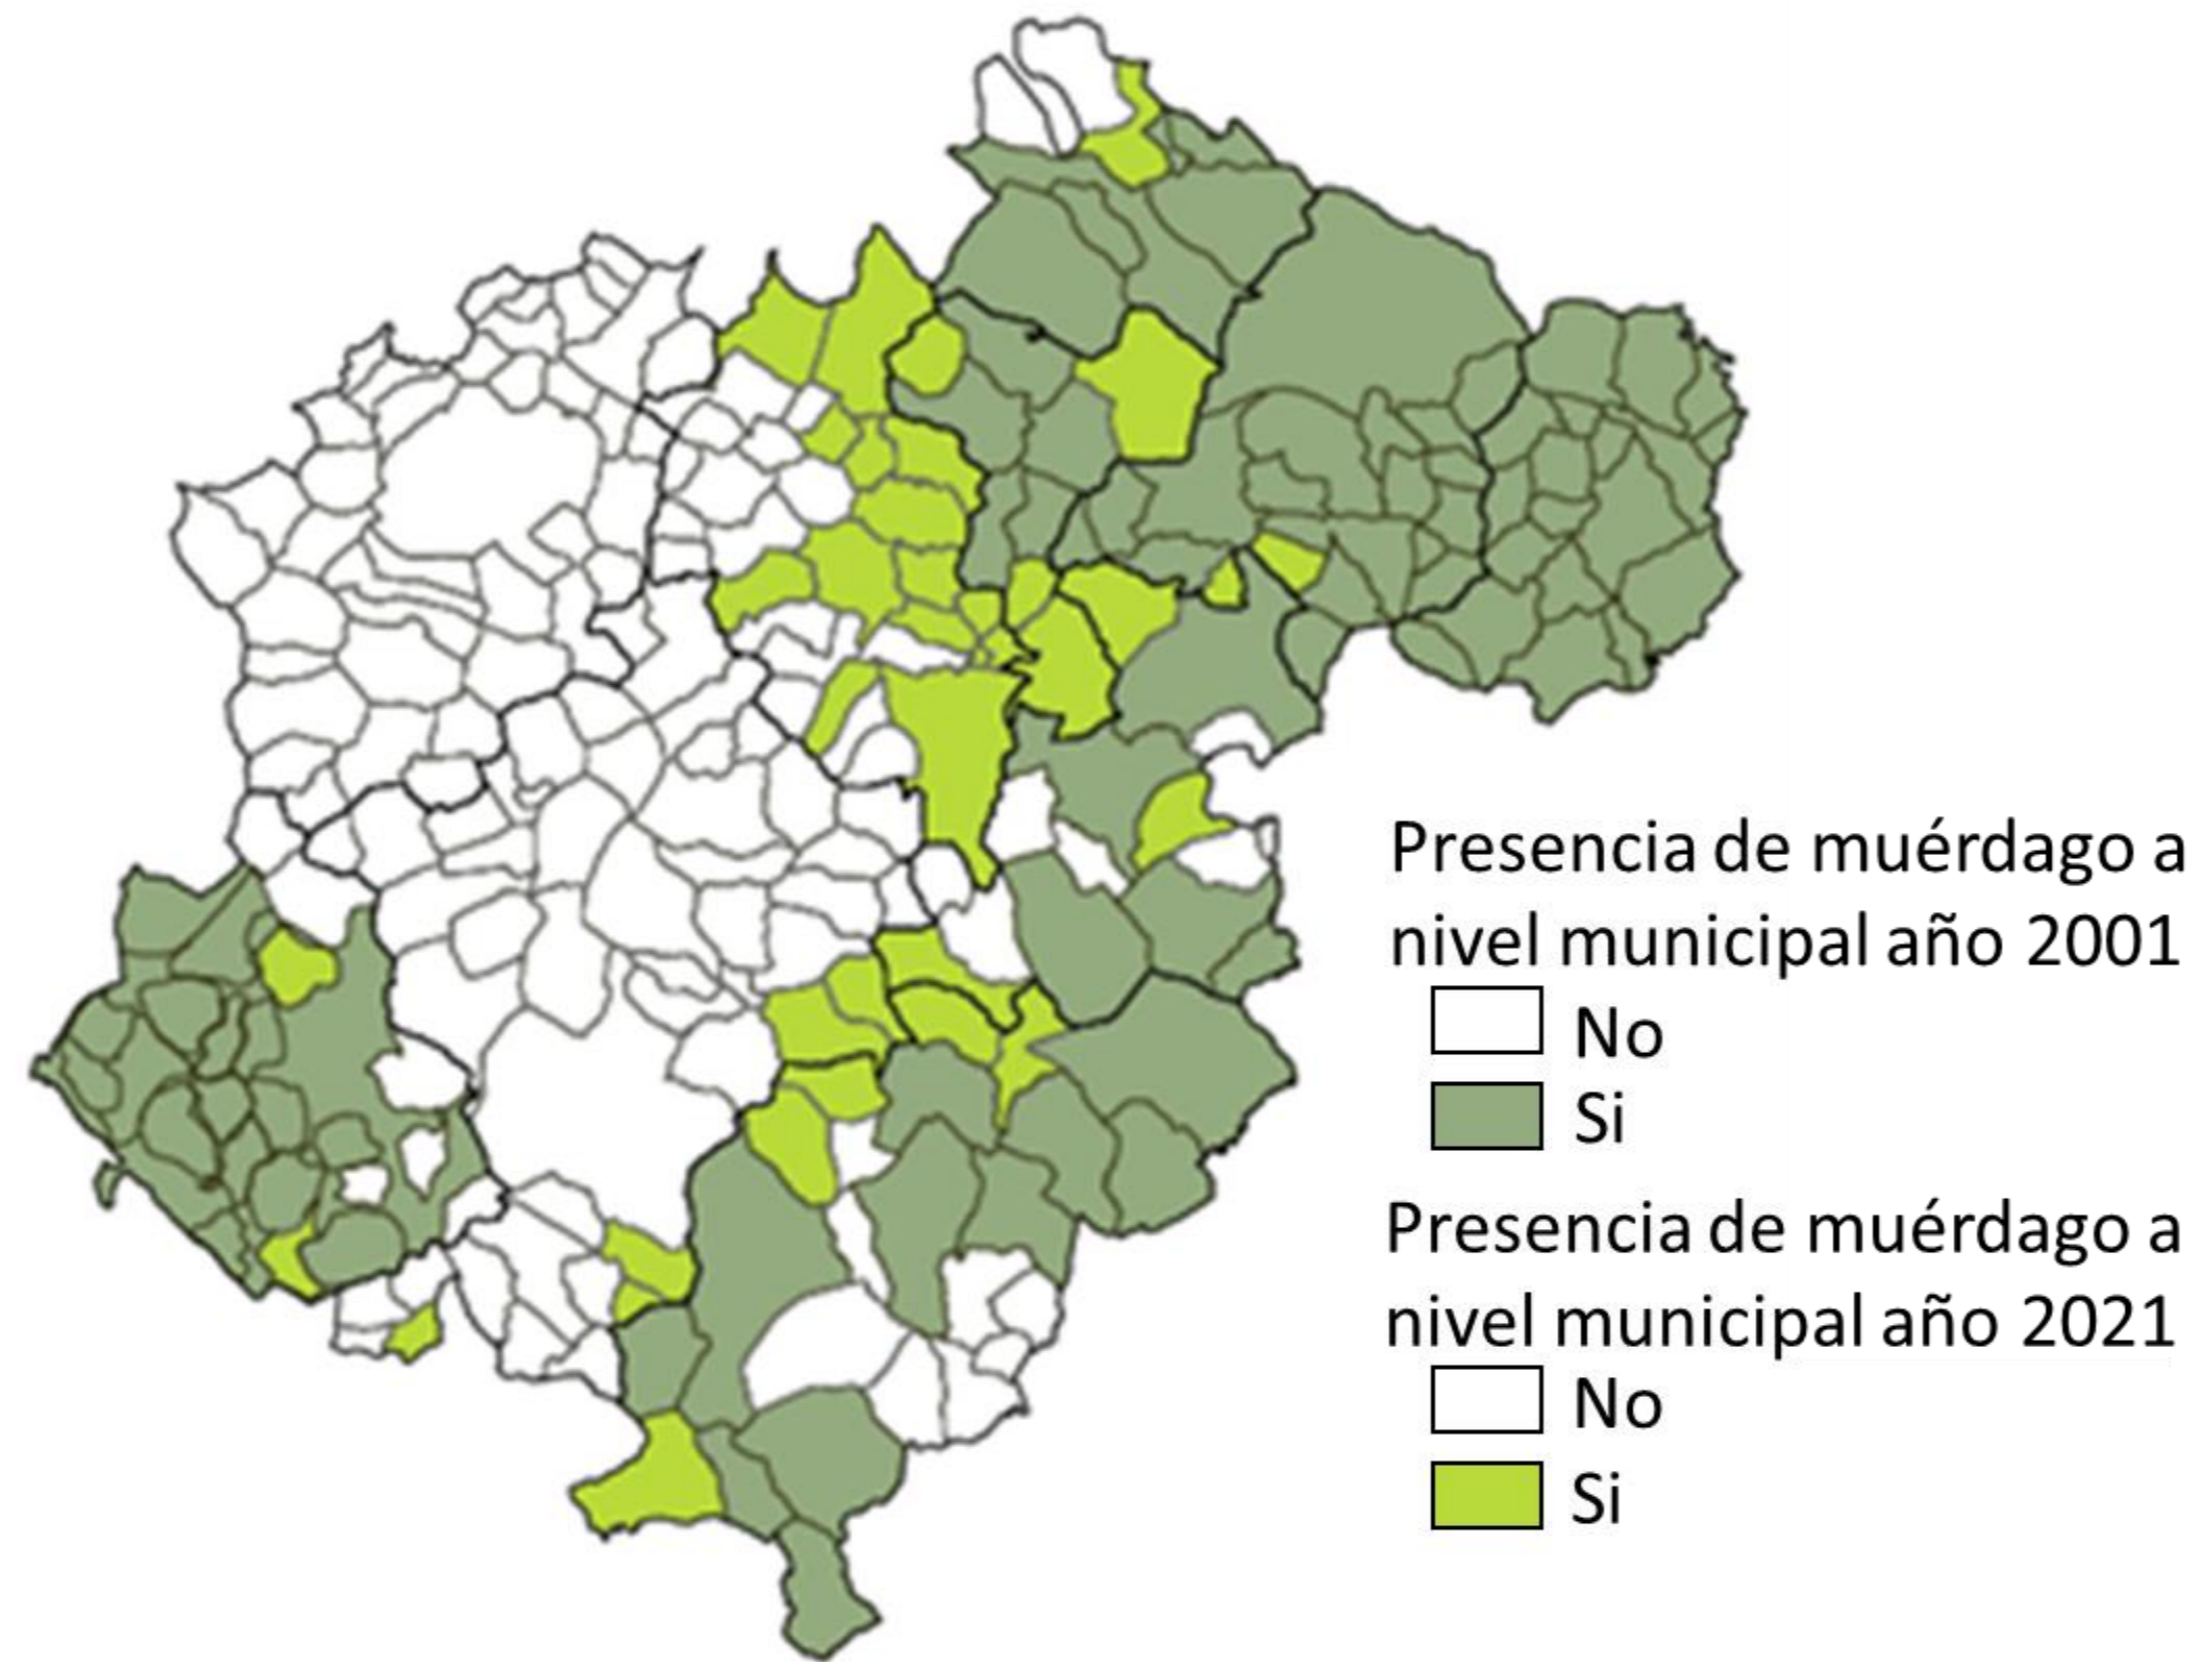 Presencia de muérdago a
nivel municipal año 2001
No
Si
Presencia de muérdago a
nivel municipal año 2021
No
Si